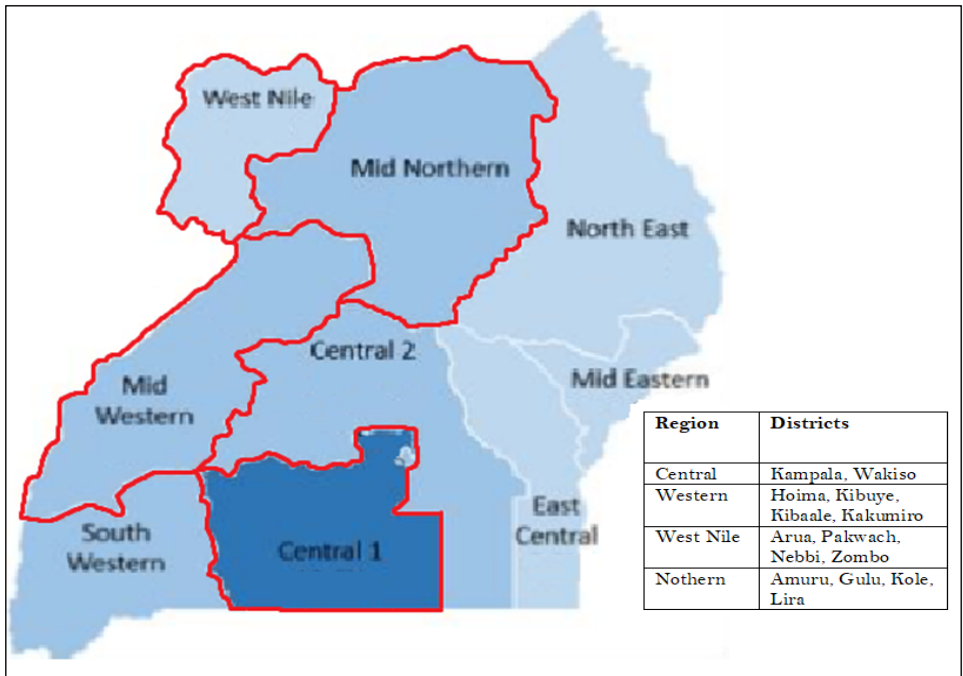 West Nile
Mid Northern
North East
Central 2
Mid
Western
Mid Eastern
South
Western
Central 1
East
Central
Region Districts
Central Kampala, Wakiso
Western Hoima, Kibuye,
Kibaale, Kakumiro
West Nile Arua, Pakwach,
Nebbi, Zombo
Nothern Amuru, Gulu, Kole,
Lira